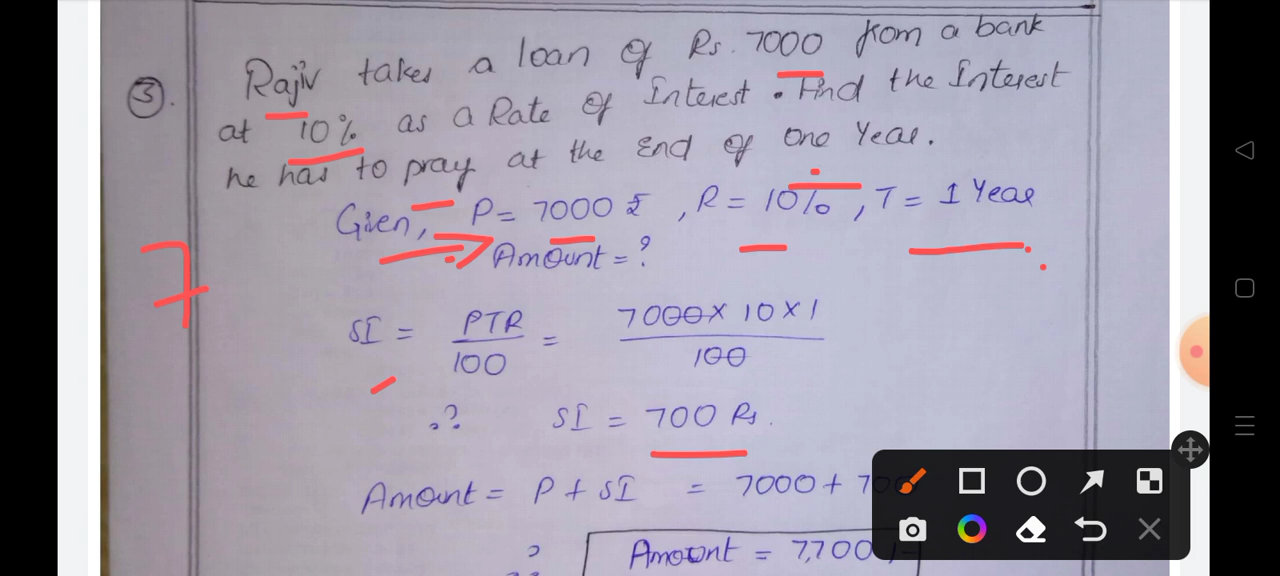 3. Rajiv takes a loan of Rs. 7000 from a bank
at 10% as a Rate of Interest. Find the Interest
he has to pray at the End of One Year.
Given, P= 7000 ₹, R = 10%, T = 1 Year
Amount = ?
7
SI = PTR/100 = 7000 x 10 x 1/100
SI = 700 Rs.
Amount = P + SI = 7000 + 700
Amount = 7,700